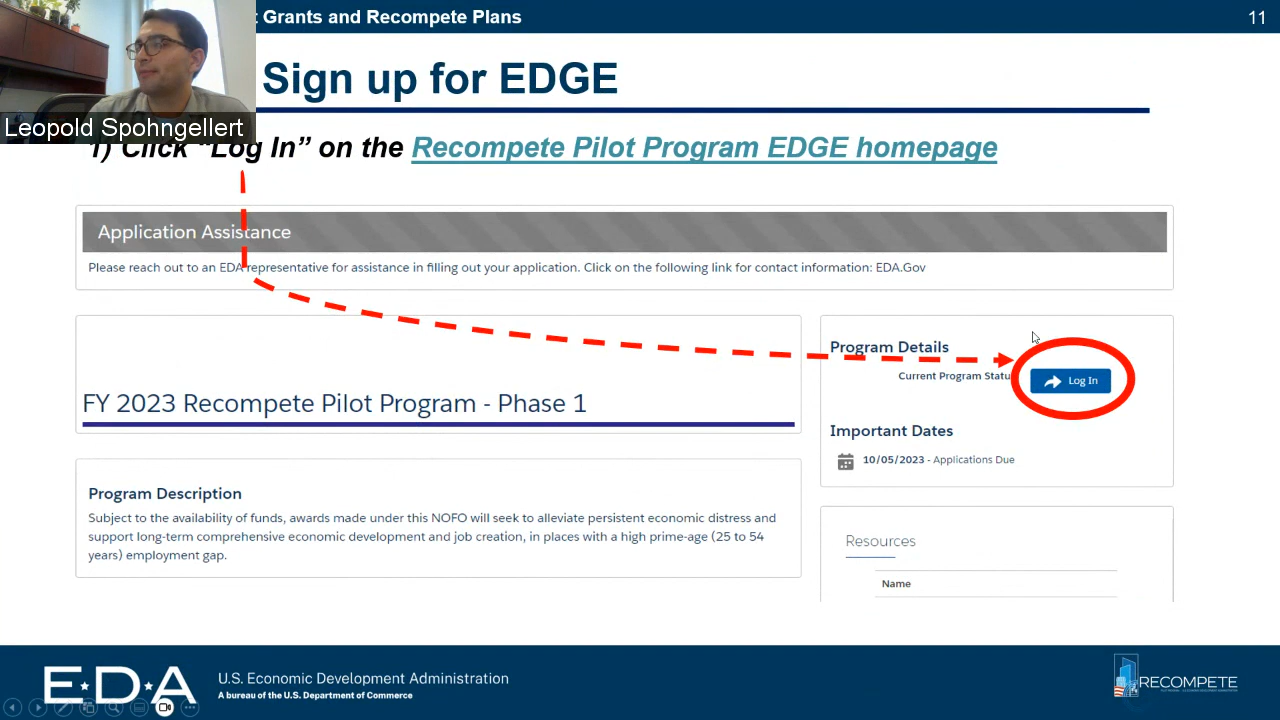 t Grants and Recompete Plans
11
Sign up for EDGE
Leopold Spohngellert
1) Click “Log In” on the Recompete Pilot Program EDGE homepage
Application Assistance
Please reach out to an EDA representative for assistance in filling out your application. Click on the following link for contact information: EDA.Gov
Program Details
Current Program Statu
Log In
FY 2023 Recompete Pilot Program - Phase 1
Important Dates
10/05/2023 - Applications Due
Program Description
Subject to the availability of funds, awards made under this NOFO will seek to alleviate persistent economic distress and
support long-term comprehensive economic development and job creation, in places with a high prime-age (25 to 54
years) employment gap.
Resources
Name
EDA
U.S. Economic Development Administration
A bureau of the U.S. Department of Commerce
RECOMPETE